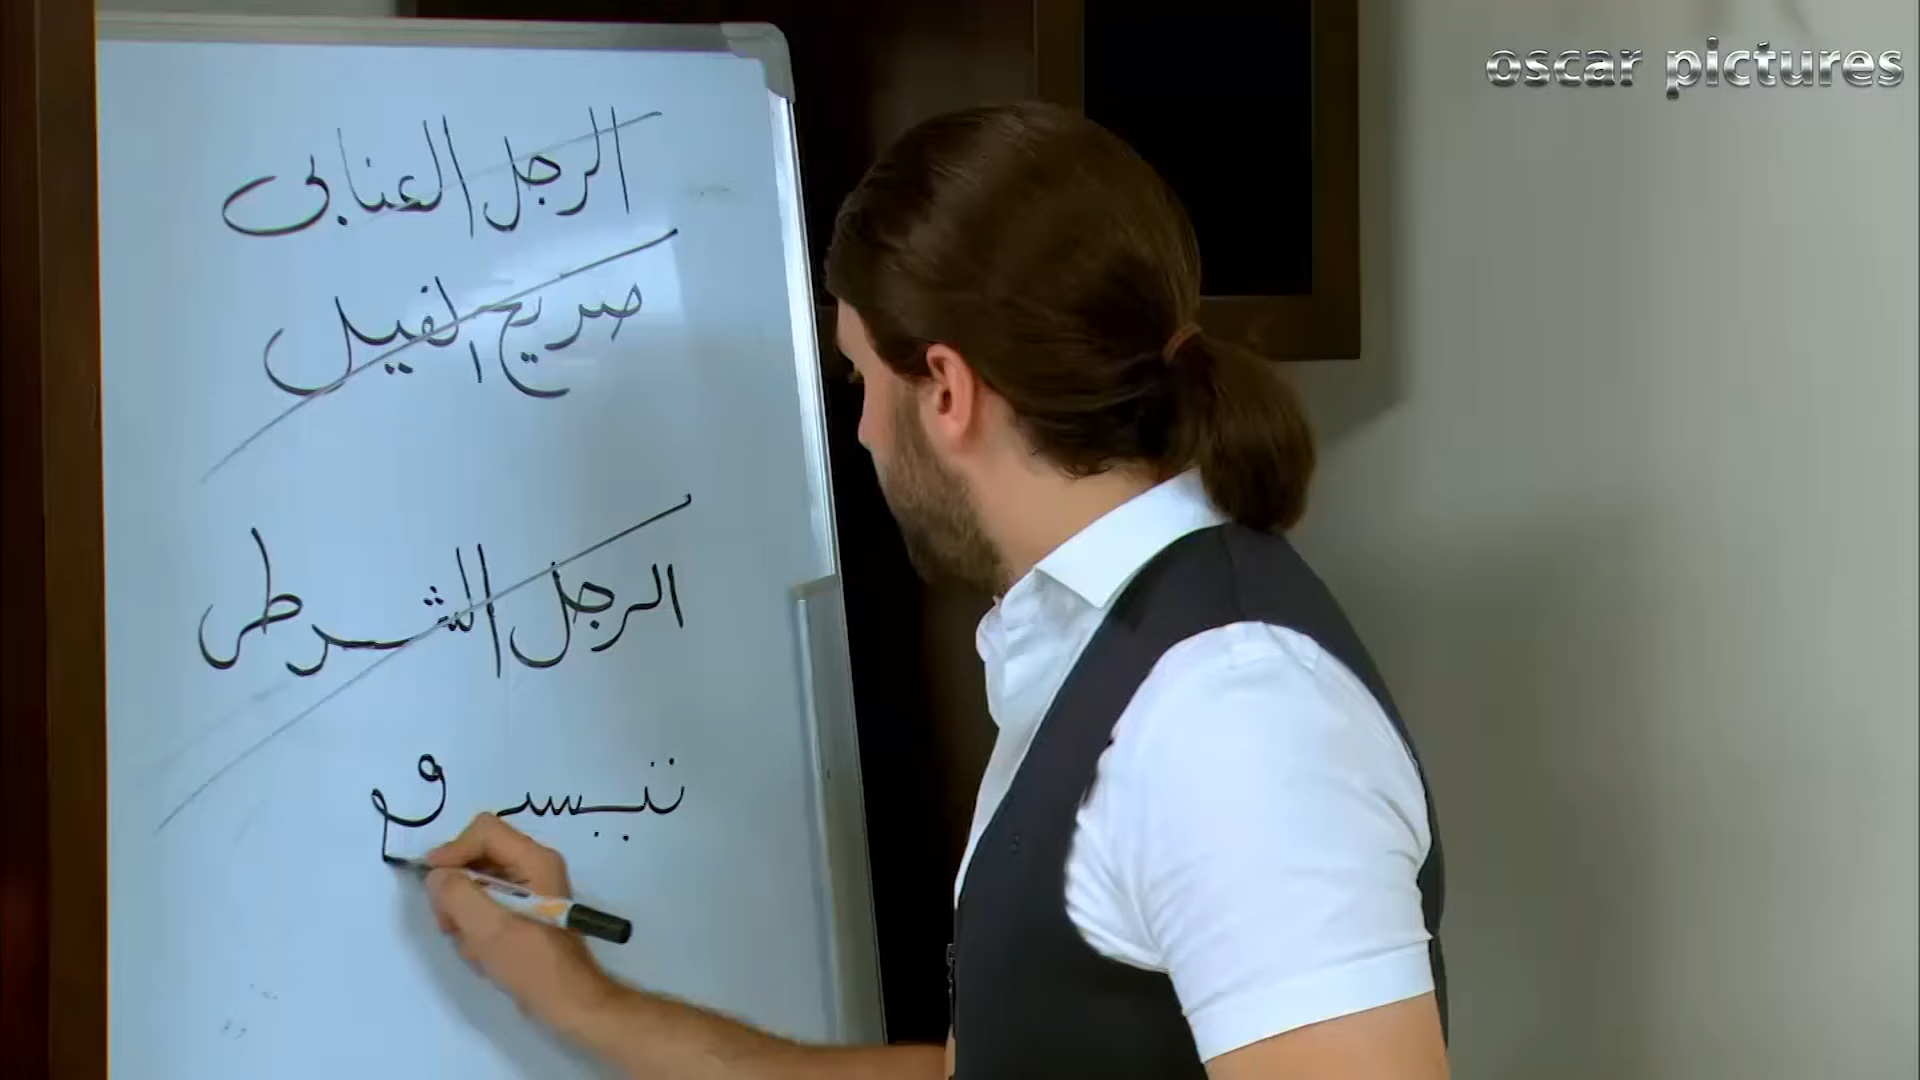 oscar pictures
الرجل العنابى
صريح الفيل
الرجل الشرطى